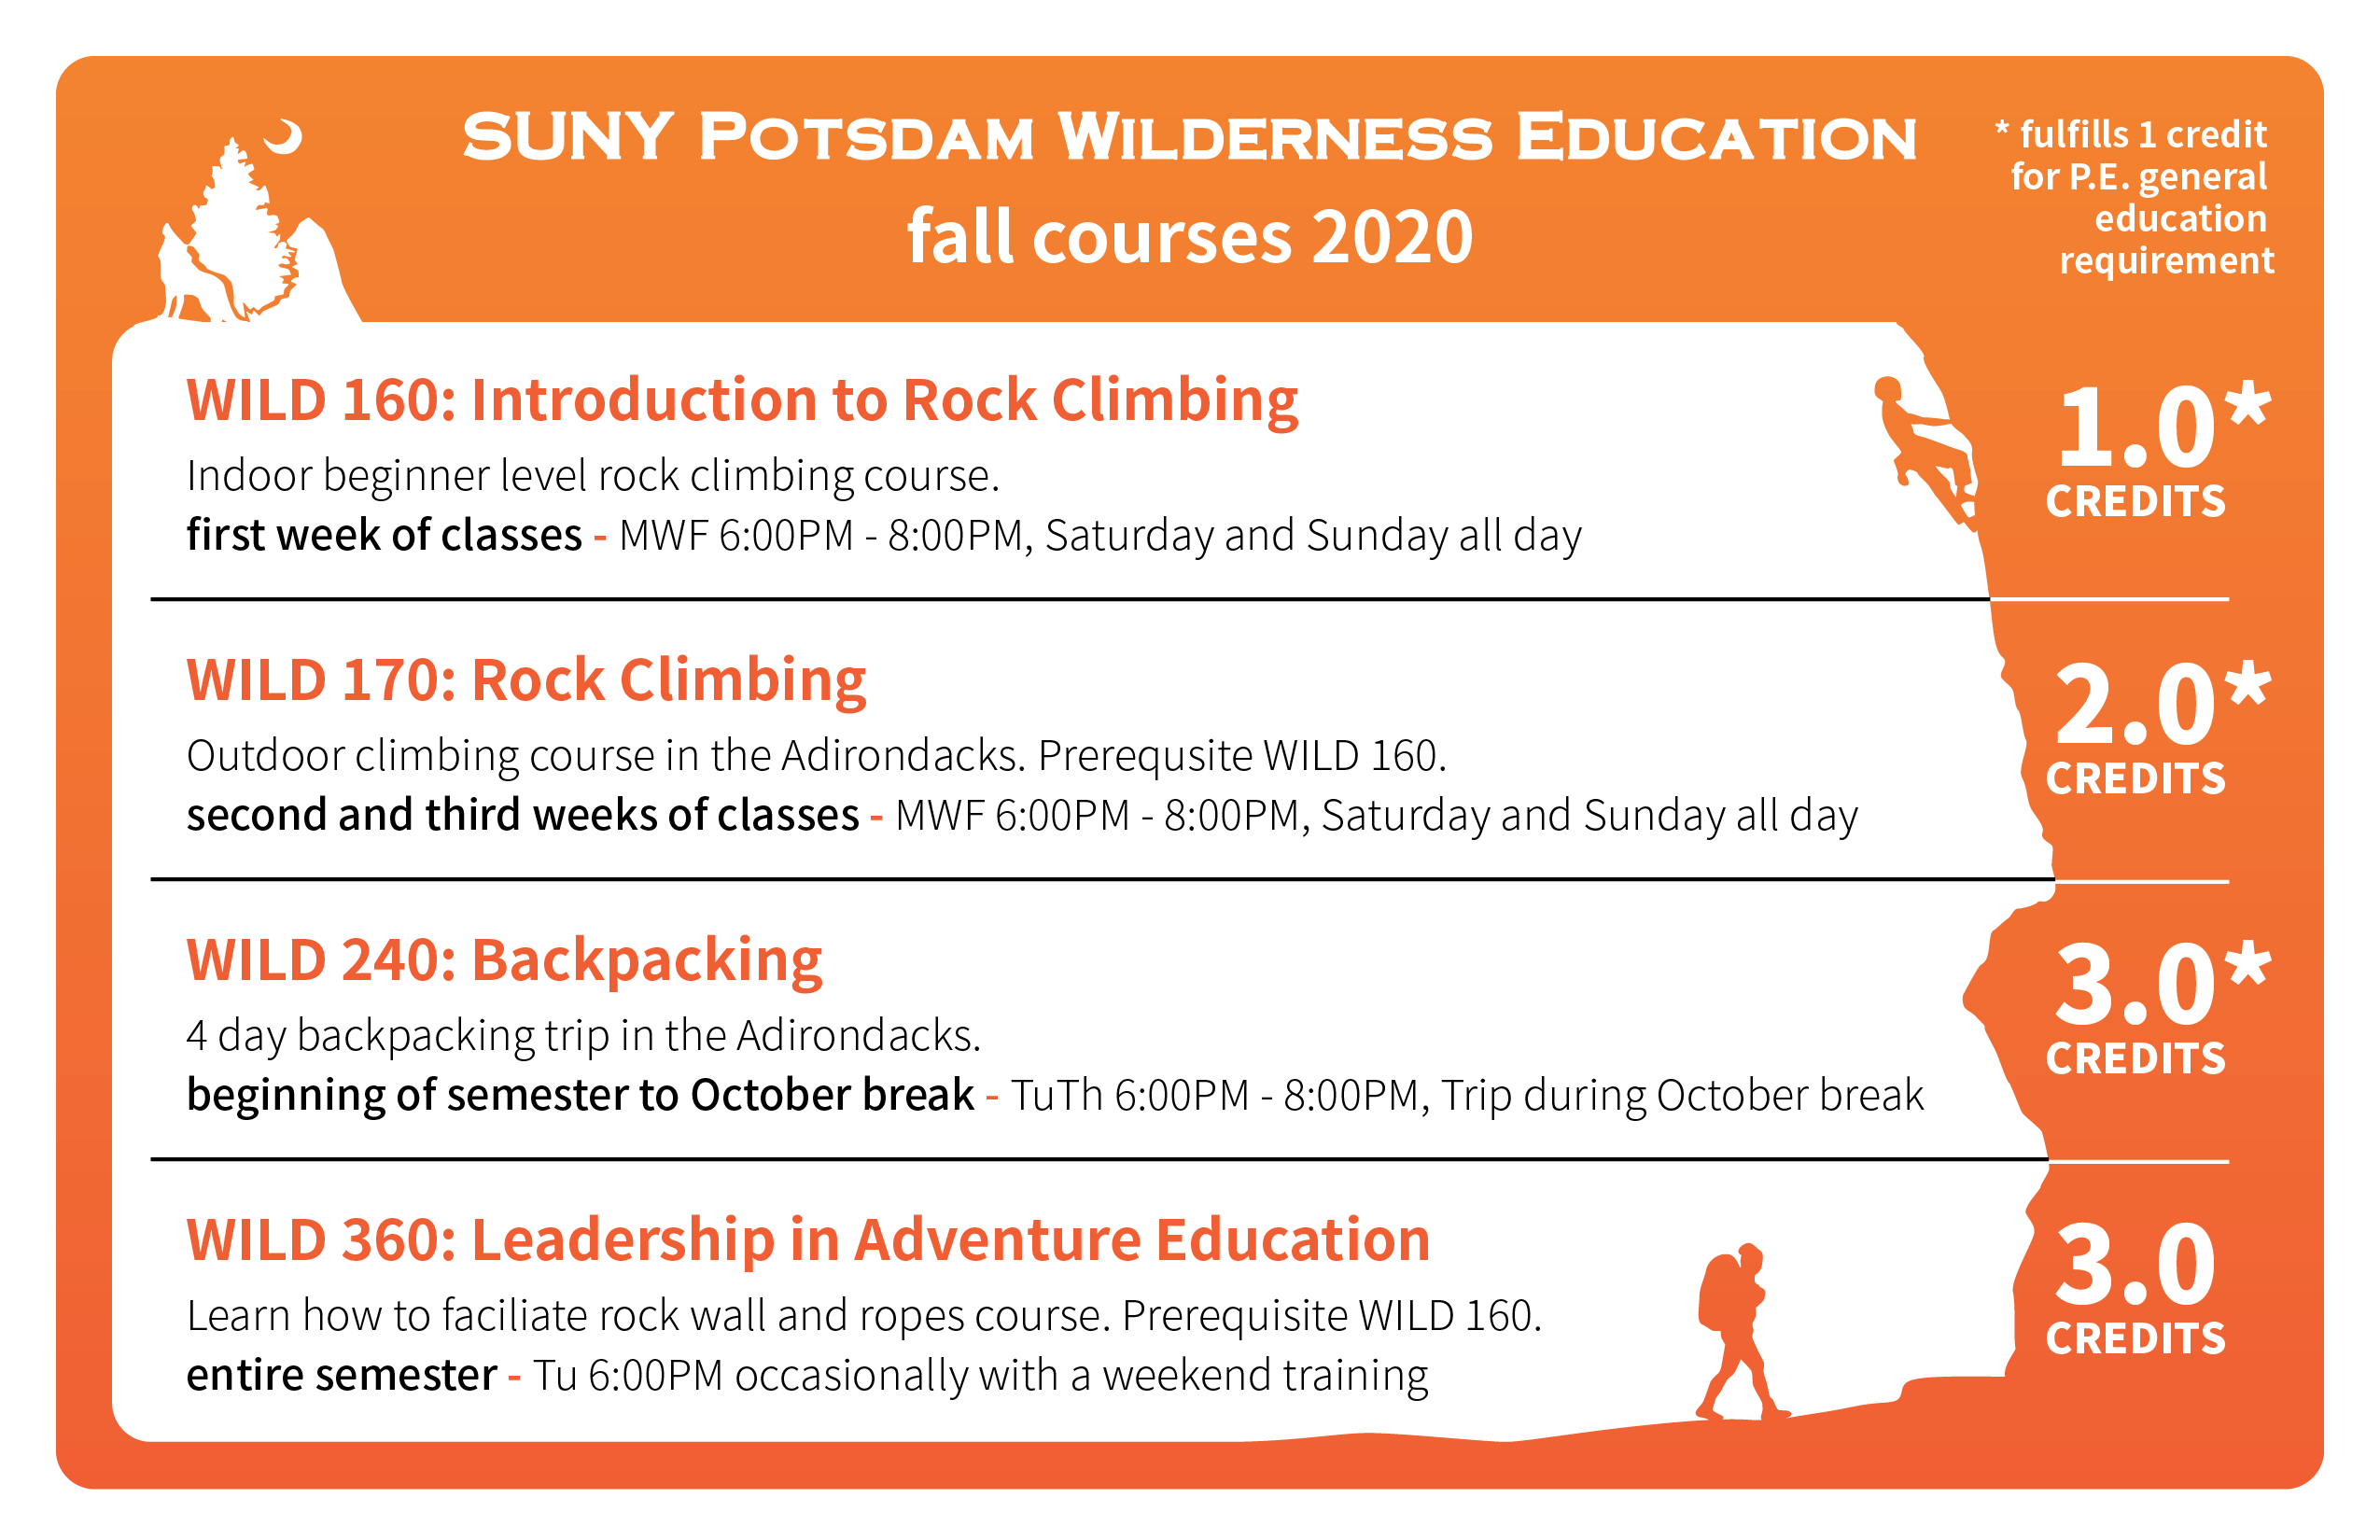 SUNY POTSDAM WILDERNESS EDUCATION
fall courses 2020
* fulfills 1 credit
for P.E. general
education
requirement
WILD 160: Introduction to Rock Climbing
Indoor beginner level rock climbing course.
first week of classes - MWF 6:00PM - 8:00PM, Saturday and Sunday all day
1.0*
CREDITS
WILD 170: Rock Climbing
Outdoor climbing course in the Adirondacks. Prerequsite WILD 160.
second and third weeks of classes - MWF 6:00PM - 8:00PM, Saturday and Sunday all day
2.0*
CREDITS
WILD 240: Backpacking
4 day backpacking trip in the Adirondacks.
beginning of semester to October break - TuTh 6:00PM - 8:00PM, Trip during October break
3.0*
CREDITS
WILD 360: Leadership in Adventure Education
Learn how to faciliate rock wall and ropes course. Prerequisite WILD 160.
entire semester - Tu 6:00PM occasionally with a weekend training
3.0
CREDITS